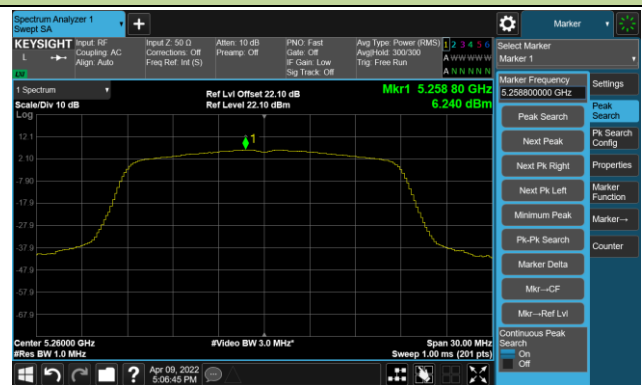 Spectrum Analyzer 1
Swept SA
+
Marker
KEYSIGHT
L
Input: RF
Coupling: AC
Align: Auto
Input Z: 50 Ω
Corrections: Off
Freq Ref: Int (S)
Atten: 10 dB
Preamp: Off
PNO: Fast
Gate: Off
IF Gain: Low
Sig Track: Off
Avg Type: Power (RMS)
Avg|Hold: 300/300
Trig: Free Run
1 2 3 4 5 6
A W W W W W
A N N N N N
Select Marker
Marker 1
1 Spectrum
Scale/Div 10 dB
Log
Ref Lvl Offset 22.10 dB
Ref Level 22.10 dBm
Mkr1 5.258 80 GHz
6.240 dBm
12.1
2.10
-7.90
-17.9
-27.9
-37.9
-47.9
-57.9
-67.9
1
Center 5.26000 GHz
#Res BW 1.0 MHz
#Video BW 3.0 MHz*
Span 30.00 MHz
Sweep 1.00 ms (201 pts)
Marker Frequency
5.258800000 GHz
Peak Search
Next Peak
Next Pk Right
Next Pk Left
Minimum Peak
Pk-Pk Search
Marker Delta
Mkr→CF
Mkr→Ref Lvl
Continuous Peak
Search
On
Off
Settings
Peak
Search
Pk Search
Config
Properties
Marker
Function
Marker→
Counter
?
Apr 09, 2022
5:06:45 PM